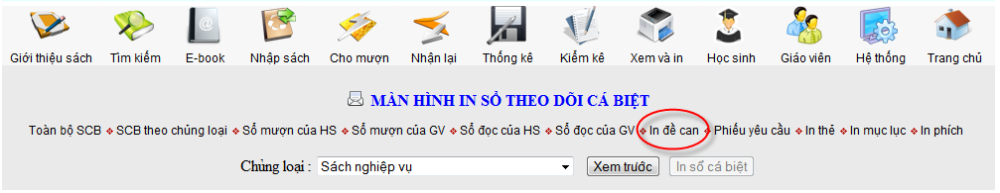 Giới thiệu sách Tìm kiếm E-book Nhập sách Cho mượn Nhận lại Thống kê Kiểm kê Xem và in Học sinh Giáo viên Hệ thống Trang chủ
MÀN HÌNH IN SỔ THEO DÕI CÁ BIỆT
Toàn bộ SCB SCB theo chủng loại Sổ mượn của HS Sổ mượn của GV Sổ đọc của HS Sổ đọc của GV In đề can Phiếu yêu cầu In thẻ In mục lục In phích
Chủng loại : Sách nghiệp vụ Xem trước In sổ cá biệt